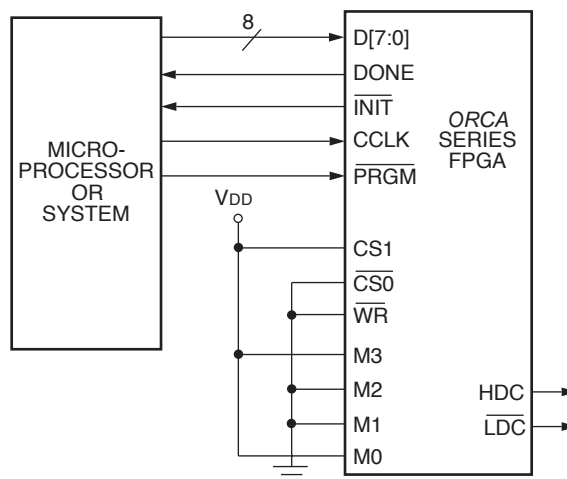 8
D[7:0]
DONE
INIT
CCLK
PRGM
MICRO-
PROCESSOR
OR
SYSTEM
ORCA
SERIES
FPGA
VDD
CS1
CS0
WR
M3
M2
M1
M0
HDC
LDC